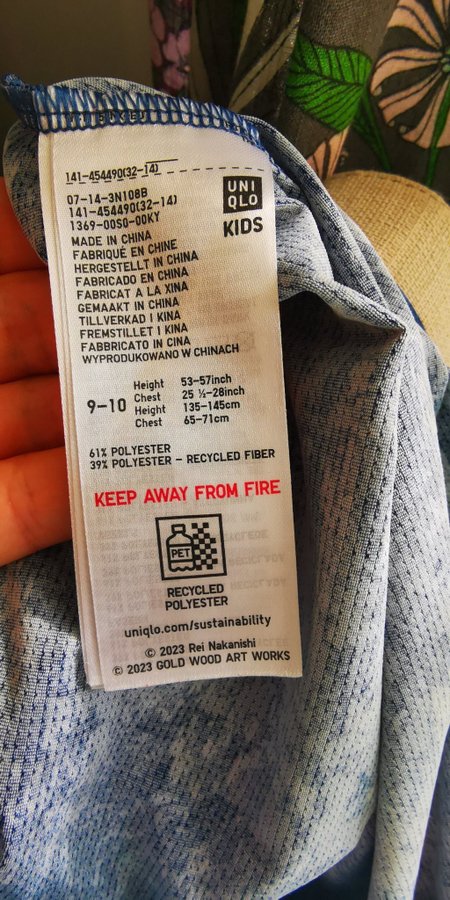 141-454490(32-14)
07-14-3N108B
141-454490(32-14)
1369-00SQ-00KY
UNI
QLO
KIDS
MADE IN CHINA
FABRIQUÉ EN CHINE
HERGESTELLT IN CHINA
FABRICADO EN CHINA
FABRICAT A LA XINA
GEMAAKT IN CHINA
TILLVERKAD I KINA
FREMSTILLET I KINA
FABBRICATO IN CINA
WYPRODUKOWANO W CHINACH
9-10
Height 53-57inch
Chest 25 ½-28inch
Height 135-145cm
Chest 65-71cm
61% POLYESTER
39% POLYESTER - RECYCLED FIBER
KEEP AWAY FROM FIRE
PET
RECYCLED
POLYESTER
uniqlo.com/sustainability
© 2023 Rei Nakanishi
© 2023 GOLD WOOD ART WORKS